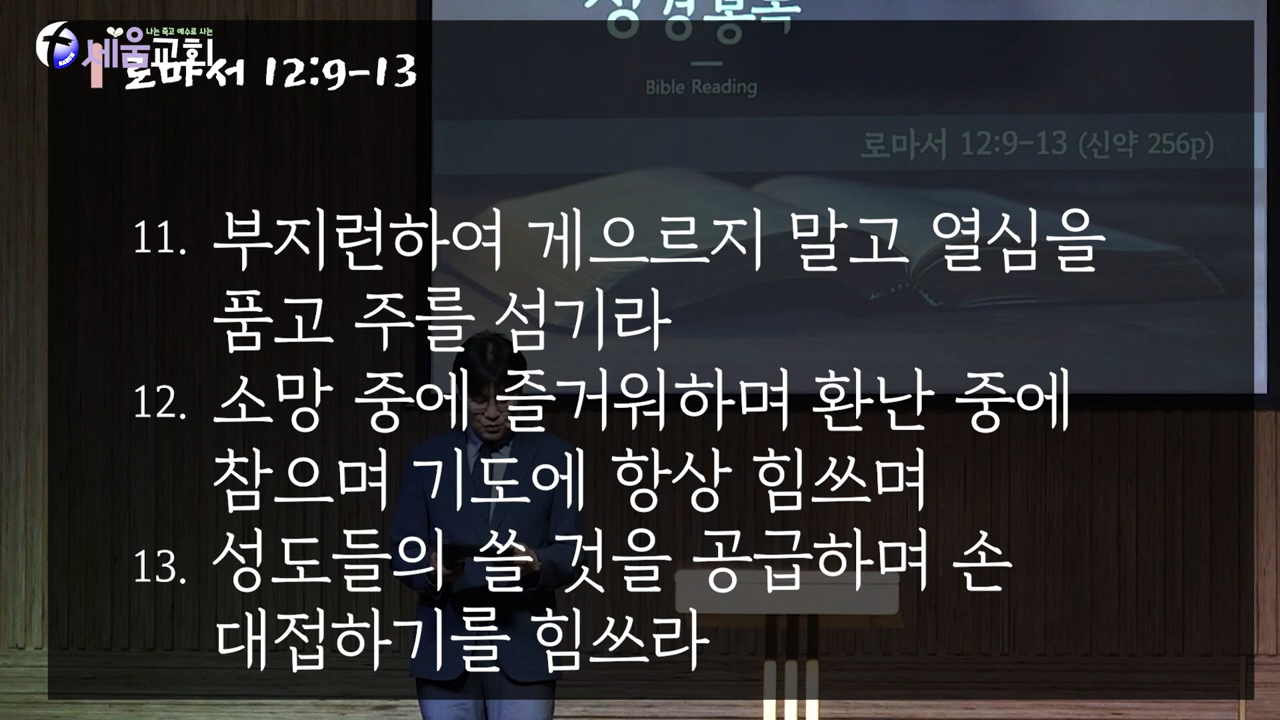 나는 죽고 예수로 사는
세움교회
로마서 12:9-13
성경봉독
Bible Reading
로마서 12:9-13 (신약 256p)
11. 부지런하여 게으르지 말고 열심을
품고 주를 섬기라
12. 소망 중에 즐거워하며 환난 중에
참으며 기도에 항상 힘쓰며
13. 성도들의 쓸 것을 공급하며 손
대접하기를 힘쓰라